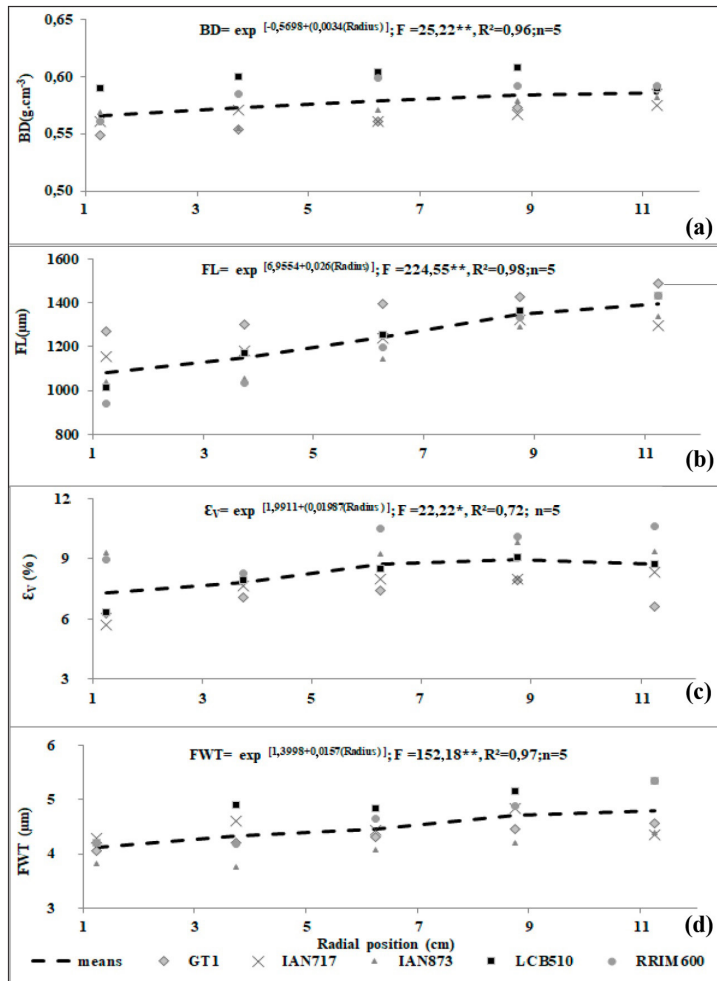 BD= exp [-0,5698+(0,0034(Radius)]; F =25,22**, R²=0,96;n=5
0,65
0,60
0,55
0,50
BD(g.cm-³)
1 3 5 7 9 11
(a)
FL= exp [6,9554+0,026(Radius)]; F =224,55**, R²=0,98;n=5
1600
1400
1200
1000
800
FL(µm)
1 3 5 7 9 11
(b)
ƐV= exp [1,9911+(0,01987(Radius)]; F =22,22*, R²=0,72; n=5
12
9
6
3
ƐV (%)
1 3 5 7 9 11
(c)
FWT= exp [1,3998+0,0157(Radius)]; F =152,18**, R²=0,97;n=5
6
5
4
3
FWT (µm)
1 3 5 7 9 11
(d)
Radial position (cm)
means GT1 IAN717 IAN873 LCB510 RRIM600